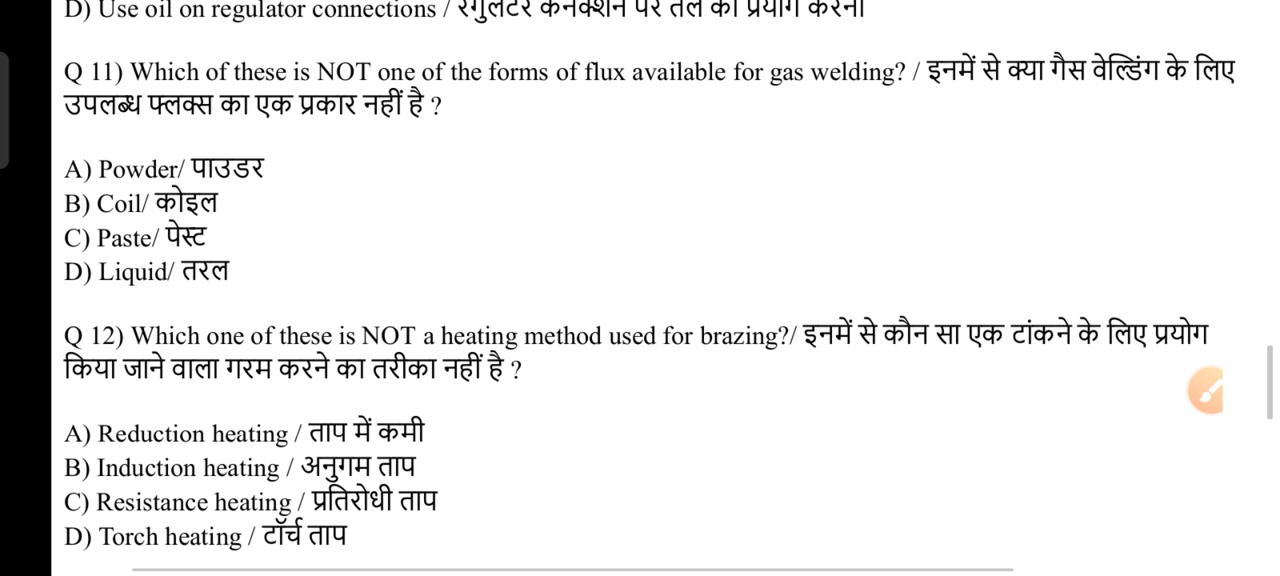 D) Use oil on regulator connections / रेगुलेटर कनेक्शन पर तेल का प्रयोग करना
Q 11) Which of these is NOT one of the forms of flux available for gas welding? / इनमें से क्या गैस वेल्डिंग के लिए
उपलब्ध फ्लक्स का एक प्रकार नहीं है ?
A) Powder/ पाउडर
B) Coil/ कोइल
C) Paste/ पेस्ट
D) Liquid/ तरल
Q 12) Which one of these is NOT a heating method used for brazing?/ इनमें से कौन सा एक टांकने के लिए प्रयोग
किया जाने वाला गरम करने का तरीका नहीं है ?
A) Reduction heating / ताप में कमी
B) Induction heating / अनुगम ताप
C) Resistance heating / प्रतिरोधी ताप
D) Torch heating / टॉर्च ताप